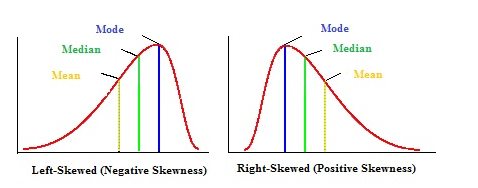 Mode
Median
Mean
Left-Skewed (Negative Skewness)
Mode
Median
Mean
Right-Skewed (Positive Skewness)